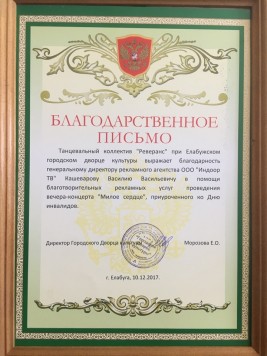 БЛАГОДАРСТВЕННОЕ
ПИСЬМО
Танцевальный коллектив "Реверанс" при Елабужском
городском дворце культуры выражает благодарность
генеральному директору рекламного агентства ООО "Индоор
ТВ" Кашеварову Василию Васильевичу в помощи
благотворительных рекламных услуг проведения
вечера-концерта "Милое сердце", приуроченного ко Дню
инвалидов.
Директор Городского Дворца культуры Морозова Е.О.
г. Елабуга, 10.12.2017.